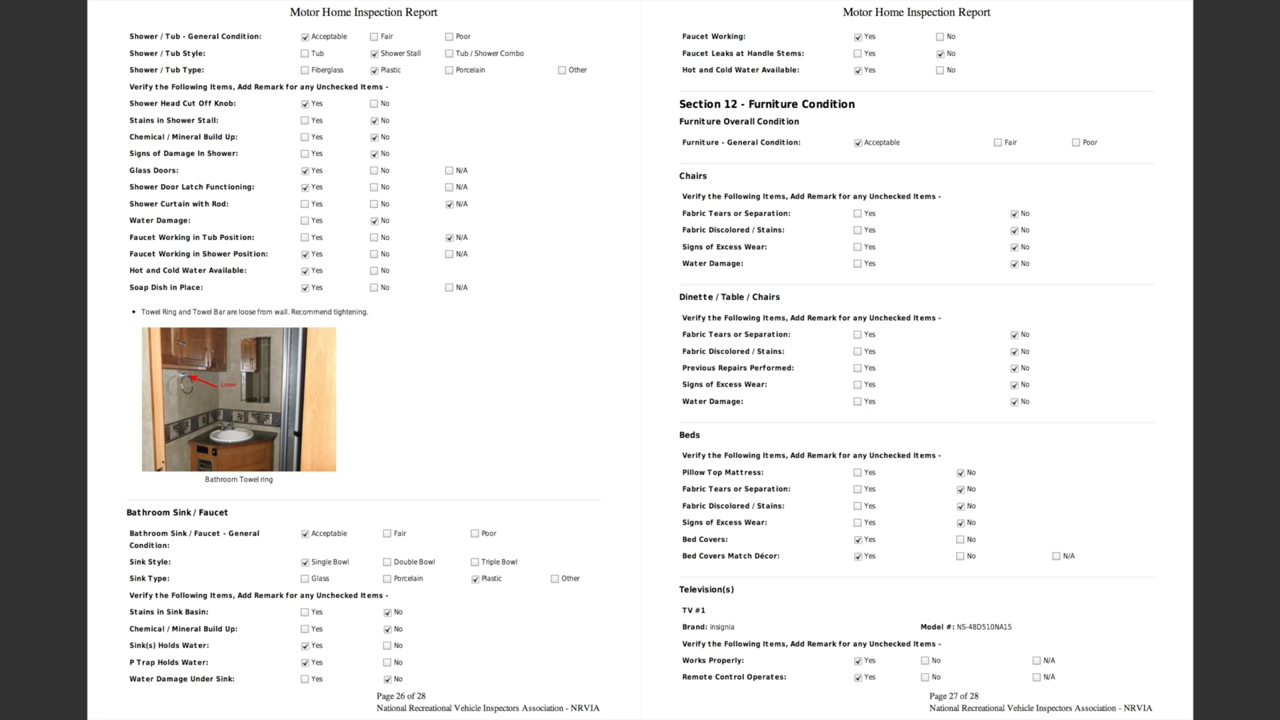 Motor Home Inspection Report
Shower / Tub - General Condition: Acceptable Fair Poor
Shower / Tub Style: Tub Shower Stall Tub / Shower Combo
Shower / Tub Type: Fiberglass Plastic Porcelain Other
Verify the Following Items, Add Remark for any Unchecked Items -
Shower Head Cut Off Knob: Yes No
Stains in Shower Stall: Yes No
Chemical / Mineral Build Up: Yes No
Signs of Damage In Shower: Yes No
Glass Doors: Yes No N/A
Shower Door Latch Functioning: Yes No N/A
Shower Curtain with Rod: Yes No N/A
Water Damage: Yes No
Faucet Working in Tub Position: Yes No N/A
Faucet Working in Shower Position: Yes No N/A
Hot and Cold Water Available: Yes No
Soap Dish in Place: Yes No N/A
• Towel Ring and Towel Bar are loose from wall. Recommend tightening.
Loose
Bathroom Towel ring
Bathroom Sink / Faucet
Bathroom Sink / Faucet - General Condition: Acceptable Fair Poor
Sink Style: Single Bowl Double Bowl Triple Bowl
Sink Type: Glass Porcelain Plastic Other
Verify the Following Items, Add Remark for any Unchecked Items -
Stains in Sink Basin: Yes No
Chemical / Mineral Build Up: Yes No
Sink(s) Holds Water: Yes No
P Trap Holds Water: Yes No
Water Damage Under Sink: Yes No
Page 26 of 28
National Recreational Vehicle Inspectors Association - NRVIA
Motor Home Inspection Report
Faucet Working: Yes No
Faucet Leaks at Handle Stems: Yes No
Hot and Cold Water Available: Yes No
Section 12 - Furniture Condition
Furniture Overall Condition
Furniture - General Condition: Acceptable Fair Poor
Chairs
Verify the Following Items, Add Remark for any Unchecked Items -
Fabric Tears or Separation: Yes No
Fabric Discolored / Stains: Yes No
Signs of Excess Wear: Yes No
Water Damage: Yes No
Dinette / Table / Chairs
Verify the Following Items, Add Remark for any Unchecked Items -
Fabric Tears or Separation: Yes No
Fabric Discolored / Stains: Yes No
Previous Repairs Performed: Yes No
Signs of Excess Wear: Yes No
Water Damage: Yes No
Beds
Verify the Following Items, Add Remark for any Unchecked Items -
Pillow Top Mattress: Yes No
Fabric Tears or Separation: Yes No
Fabric Discolored / Stains: Yes No
Signs of Excess Wear: Yes No
Bed Covers: Yes No
Bed Covers Match Décor: Yes No N/A
Television(s)
TV #1
Brand: Insignia Model #: NS-48D510NA15
Verify the Following Items, Add Remark for any Unchecked Items -
Works Properly: Yes No N/A
Remote Control Operates: Yes No N/A
Page 27 of 28
National Recreational Vehicle Inspectors Association - NRVIA